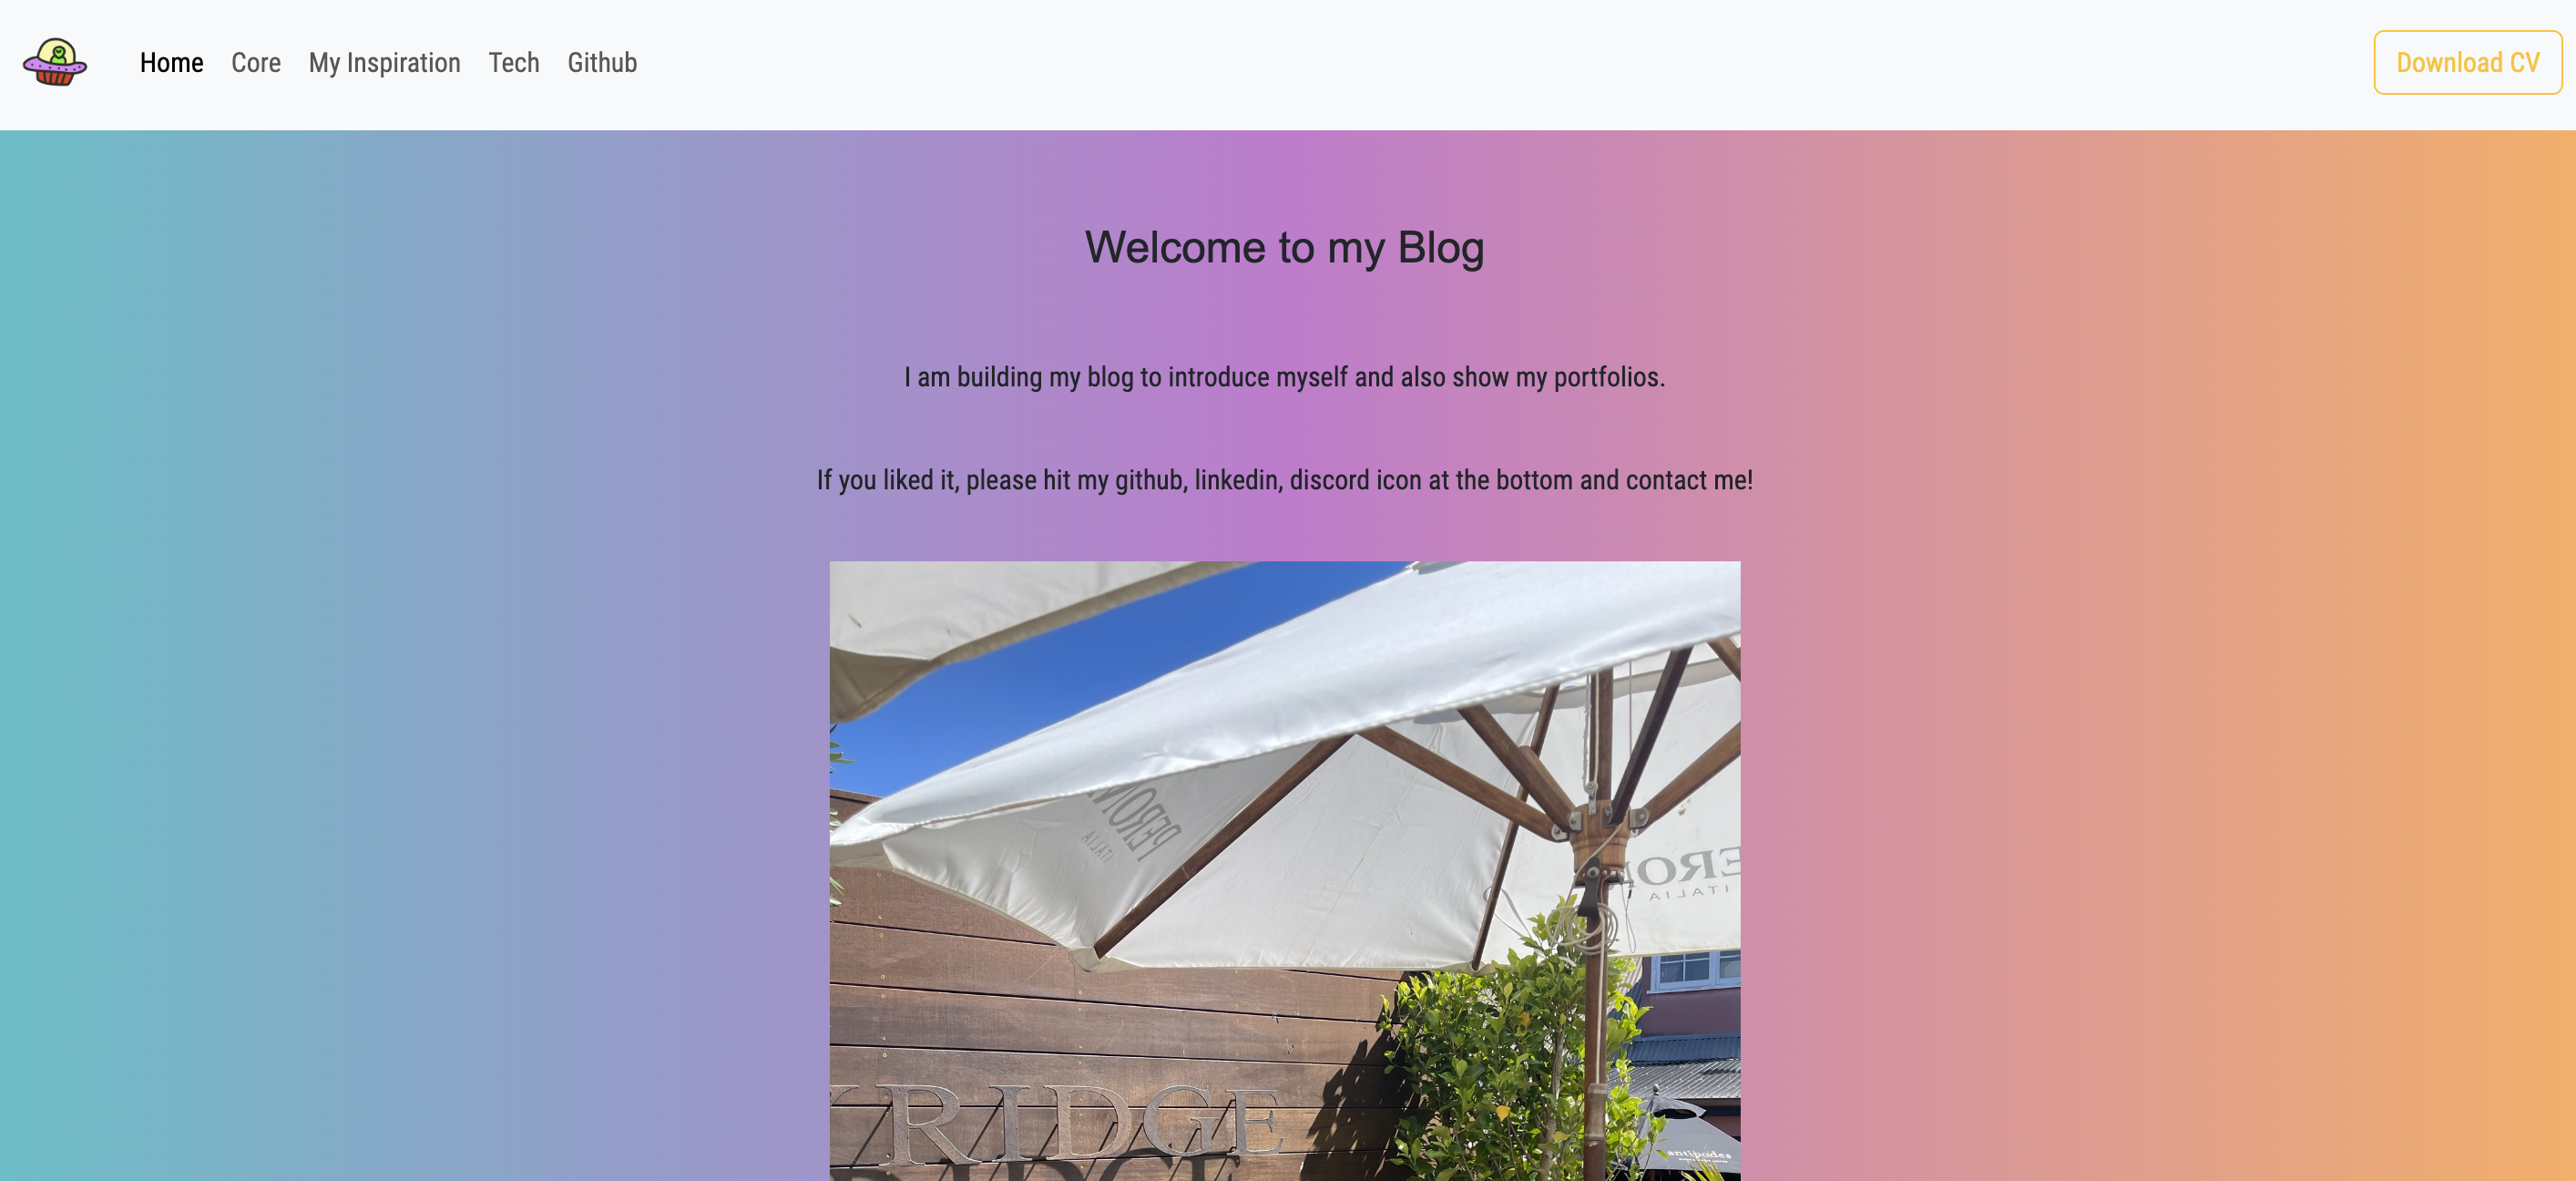 Home Core My Inspiration Tech Github Download CV
Welcome to my Blog
I am building my blog to introduce myself and also show my portfolios.
If you liked it, please hit my github, linkedin, discord icon at the bottom and contact me!
ITALIA
ITALIA
RIDGE
antipodes